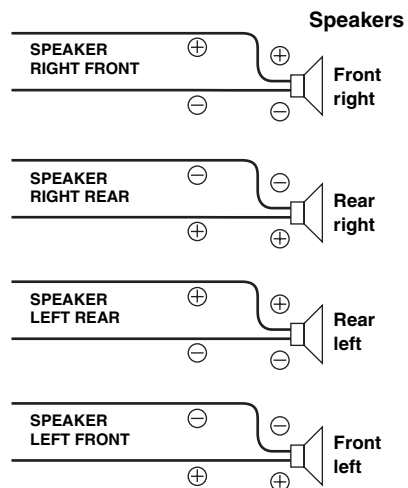 Speakers
SPEAKER
RIGHT FRONT
⊕
⊕
⊖
⊖
Front
right
SPEAKER
RIGHT REAR
⊖
⊖
⊕
⊕
Rear
right
SPEAKER
LEFT REAR
⊕
⊕
⊖
⊖
Rear
left
SPEAKER
LEFT FRONT
⊖
⊖
⊕
⊕
Front
left